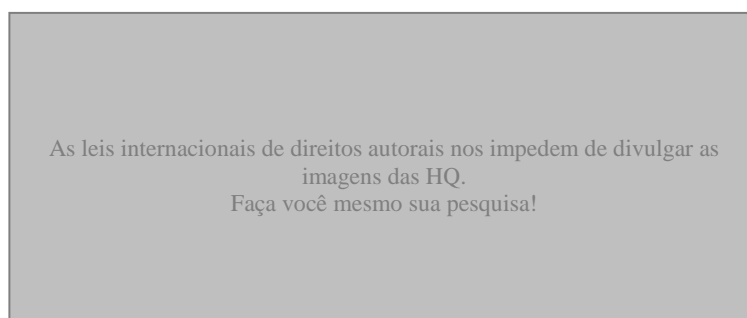 As leis internacionais de direitos autorais nos impedem de divulgar as
imagens das HQ.
Faça você mesmo sua pesquisa!